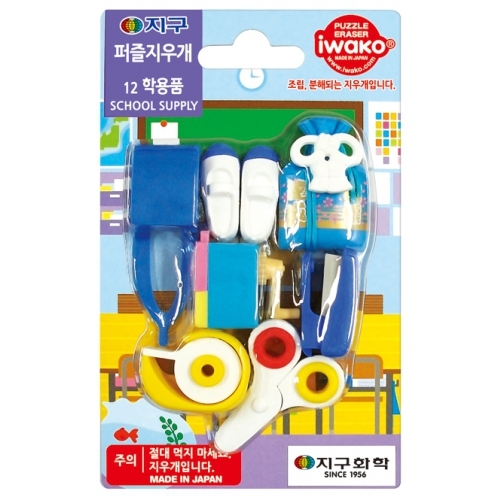 지구
퍼즐지우개
12 학용품
SCHOOL SUPPLY
PUZZLE
ERASER
iwako®
MADE IN JAPAN
www.iwako.com
조립, 분해되는 지우개입니다.
주의
절대 먹지 마세요,
지우개입니다.
MADE IN JAPAN
지구화학
SINCE 1956